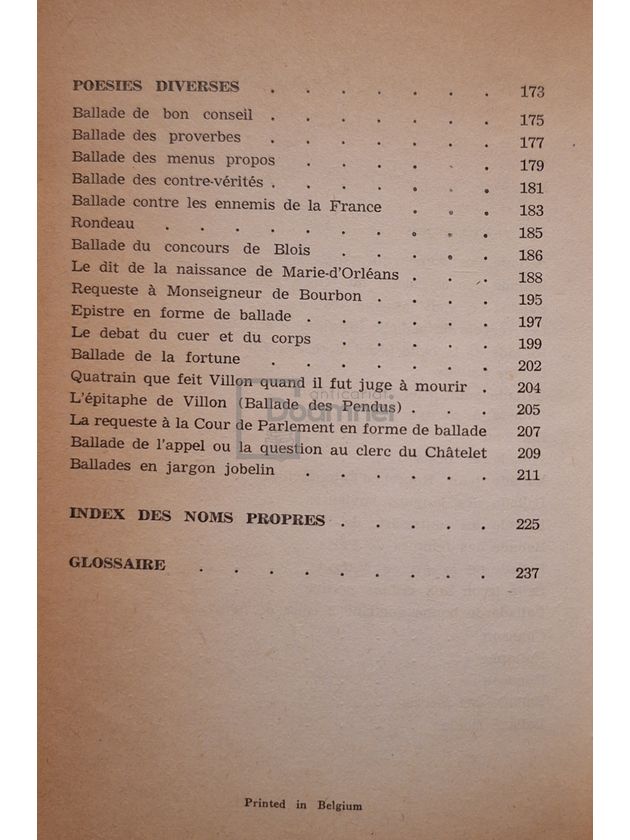 POESIES DIVERSES . . . . . . . 173
Ballade de bon conseil . . . . . . . 175
Ballade des proverbes . . . . . . . 177
Ballade des menus propos . . . . . . 179
Ballade des contre-vérités . . . . . . . 181
Ballade contre les ennemis de la France . . . 183
Rondeau . . . . . . . . . . 185
Ballade du concours de Blois . . . . . 186
Le dit de la naissance de Marie-d'Orléans . . . 188
Requeste à Monseigneur de Bourbon . . . . 195
Epistre en forme de ballade . . . . . . 197
Le debat du cuer et du corps . . . . . 199
Ballade de la fortune . . . . . . . 202
Quatrain que feit Villon quand il fut juge à mourir . 204
L'épitaphe de Villon (Ballade des Pendus) . . . 205
anticariat
Doamnei
La requeste à la Cour de Parlement en forme de ballade 207
Ballade de l'appel ou la question au clerc du Châtelet 209
Ballades en jargon jobelin . . . . . . 211
INDEX DES NOMS PROPRES . . . . . 225
GLOSSAIRE . . . . . . . . . 237
Printed in Belgium